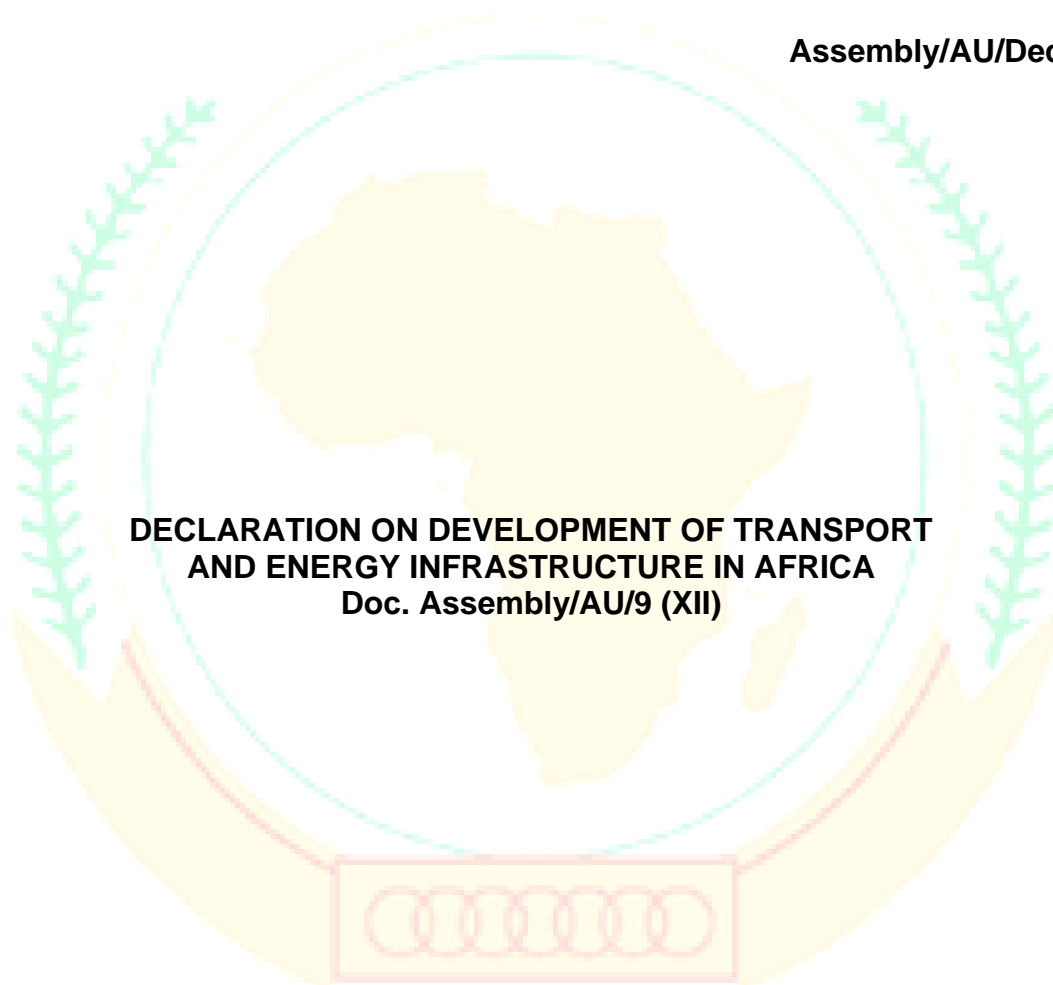 Assembly/AU/Dec
DECLARATION ON DEVELOPMENT OF TRANSPORT
AND ENERGY INFRASTRUCTURE IN AFRICA
Doc. Assembly/AU/9 (XII)